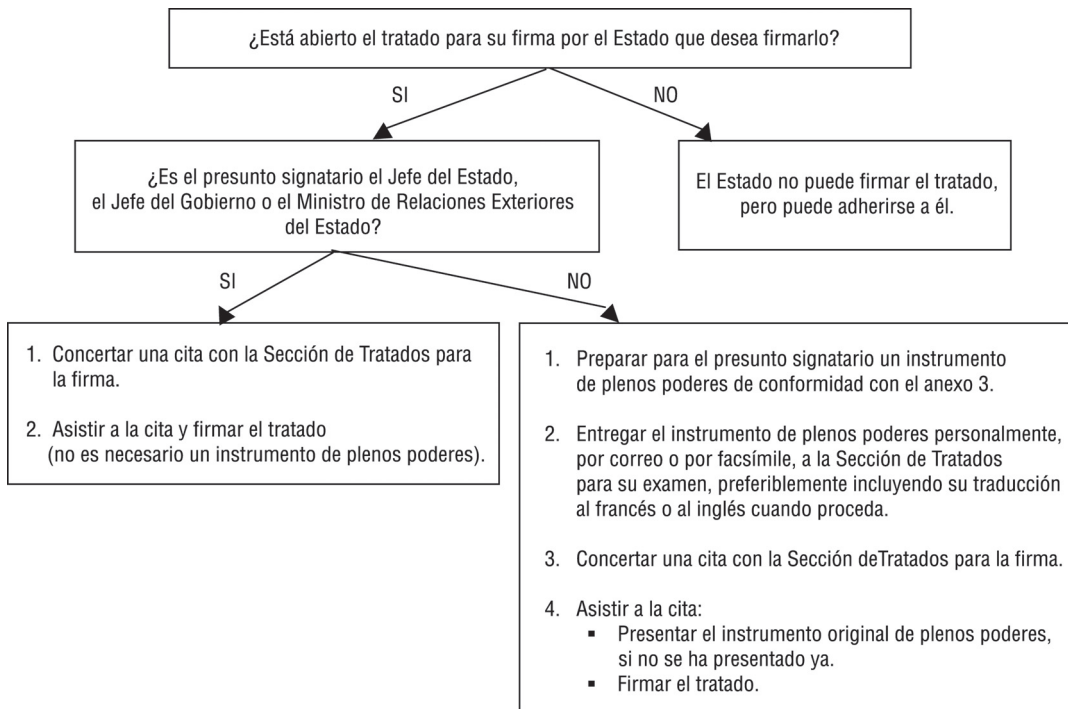 ¿Está abierto el tratado para su firma por el Estado que desea firmarlo?
SI
NO
¿Es el presunto signatario el Jefe del Estado,
el Jefe del Gobierno o el Ministro de Relaciones Exteriores
del Estado?
El Estado no puede firmar el tratado,
pero puede adherirse a él.
SI
NO
1. Concertar una cita con la Sección de Tratados para
la firma.
2. Asistir a la cita y firmar el tratado
(no es necesario un instrumento de plenos poderes).
1. Preparar para el presunto signatario un instrumento
de plenos poderes de conformidad con el anexo 3.
2. Entregar el instrumento de plenos poderes personalmente,
por correo o por facsímile, a la Sección de Tratados
para su examen, preferiblemente incluyendo su traducción
al francés o al inglés cuando proceda.
3. Concertar una cita con la Sección deTratados para la firma.
4. Asistir a la cita:
▪ Presentar el instrumento original de plenos poderes,
si no se ha presentado ya.
▪ Firmar el tratado.